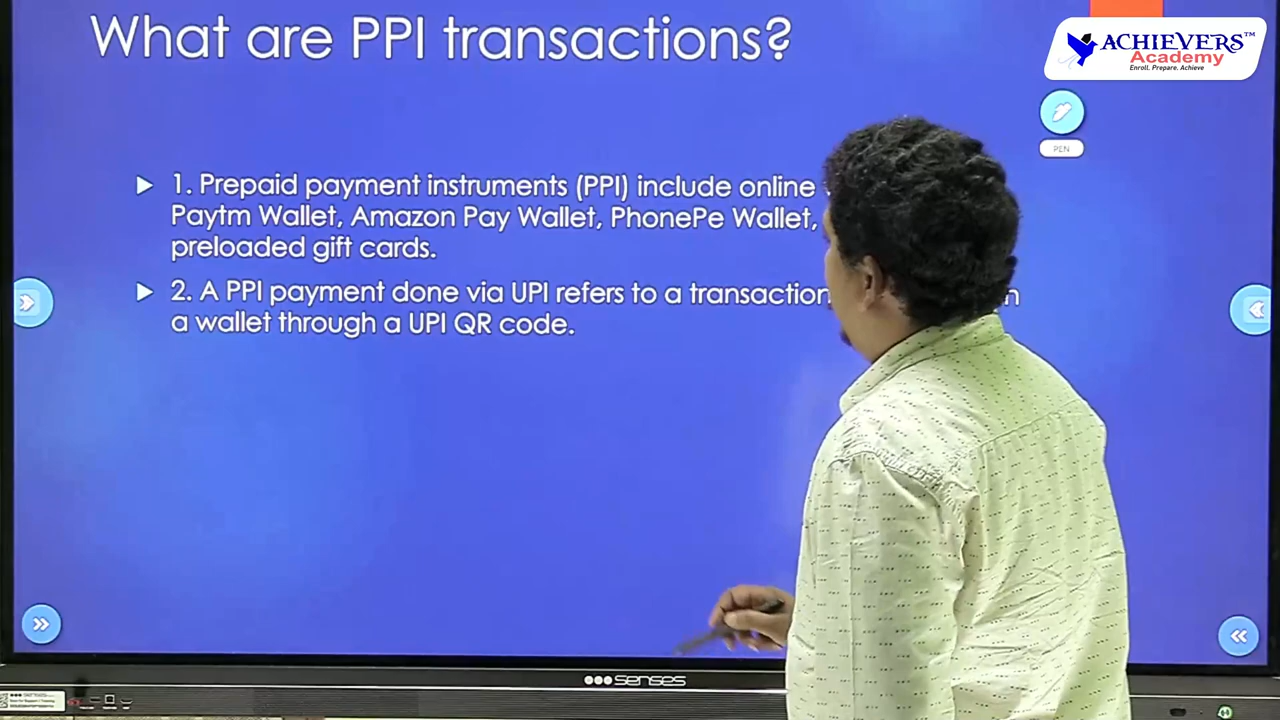 What are PPI transactions?
ACHIEVERS™
Academy
Enroll. Prepare. Achieve
PEN
1. Prepaid payment instruments (PPI) include online
Paytm Wallet, Amazon Pay Wallet, PhonePe Wallet,
preloaded gift cards.
2. A PPI payment done via UPI refers to a transaction
a wallet through a UPI QR code.
senses